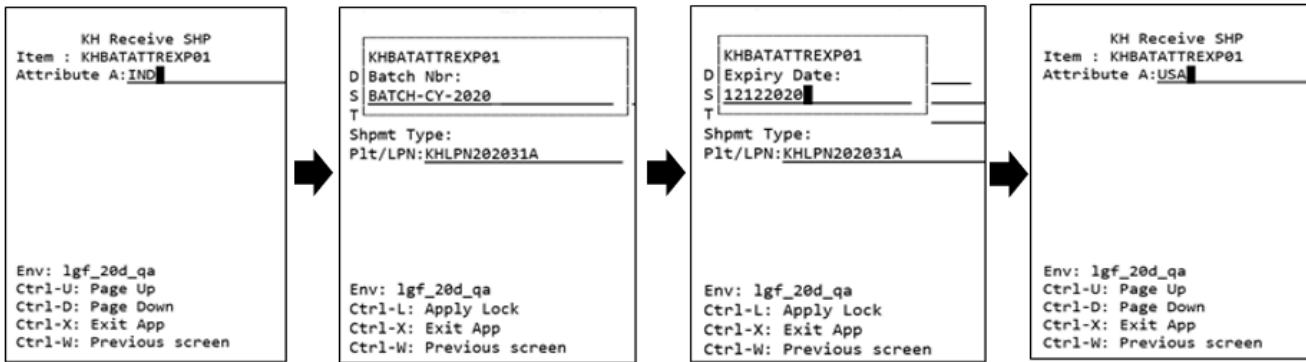 KH Receive SHP
Item : KHBATATTREXP01
Attribute A:IND
Env: lgf_20d_qa
Ctrl-U: Page Up
Ctrl-D: Page Down
Ctrl-X: Exit App
Ctrl-W: Previous screen
KHBATATTREXP01
D Batch Nbr:
S BATCH-CY-2020
T
Shpmt Type:
Plt/LPN:KHLPN202031A
Env: lgf_20d_qa
Ctrl-L: Apply Lock
Ctrl-X: Exit App
Ctrl-W: Previous screen
KHBATATTREXP01
D Expiry Date:
S 12122020
T
Shpmt Type:
Plt/LPN:KHLPN202031A
Env: lgf_20d_qa
Ctrl-L: Apply Lock
Ctrl-X: Exit App
Ctrl-W: Previous screen
KH Receive SHP
Item : KHBATATTREXP01
Attribute A:USA
Env: lgf_20d_qa
Ctrl-U: Page Up
Ctrl-D: Page Down
Ctrl-X: Exit App
Ctrl-W: Previous screen